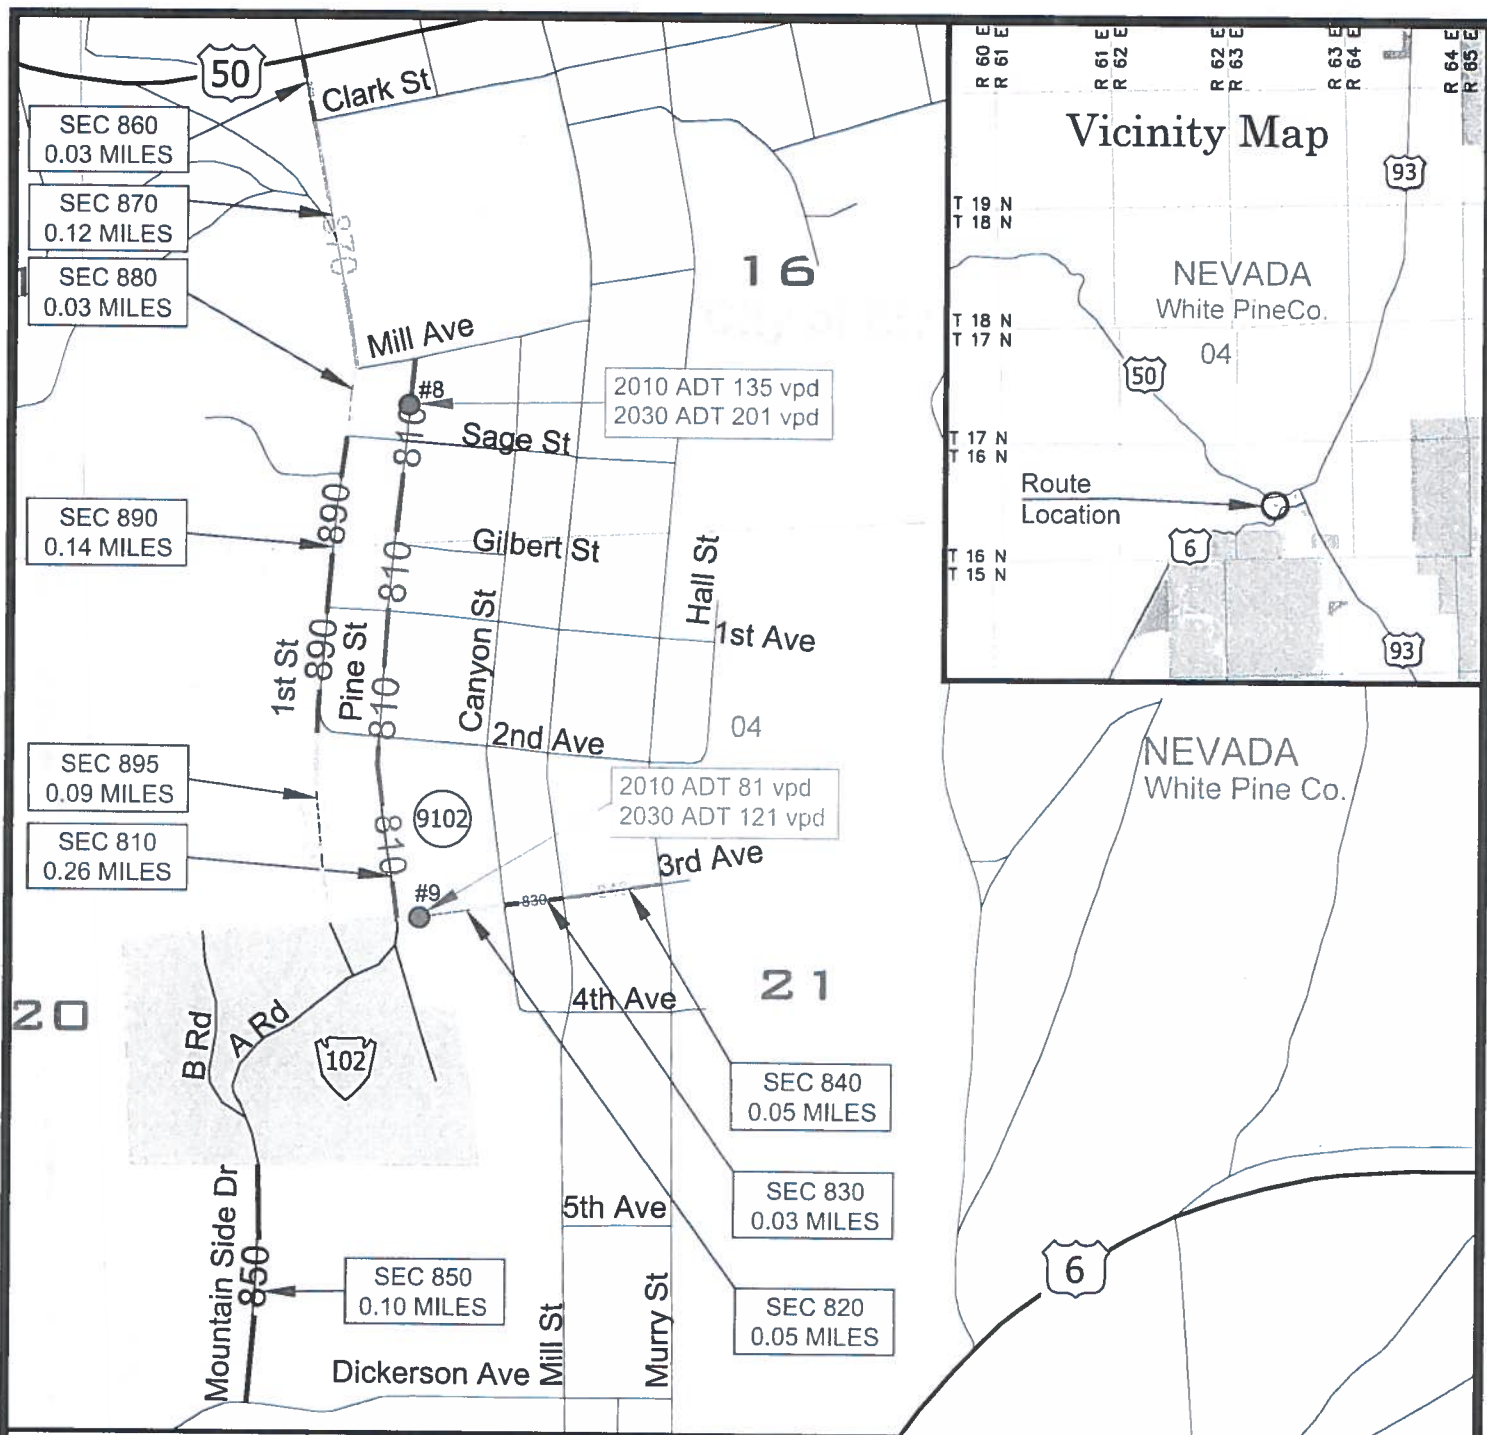 50
Clark St
SEC 860
0.03 MILES
SEC 870
0.12 MILES
SEC 880
0.03 MILES
870
16
Mill Ave
#8
2010 ADT 135 vpd
2030 ADT 201 vpd
810
Sage St
SEC 890
0.14 MILES
890
810
Gilbert St
Hall St
1st Ave
Canyon St
1st St
890
Pine St
810
2nd Ave
04
SEC 895
0.09 MILES
SEC 810
0.26 MILES
810
9102
2010 ADT 81 vpd
2030 ADT 121 vpd
3rd Ave
#9
830
840
20
B Rd
A Rd
102
4th Ave
21
SEC 840
0.05 MILES
SEC 830
0.03 MILES
5th Ave
SEC 820
0.05 MILES
Mountain Side Dr
850
SEC 850
0.10 MILES
Mill St
Murry St
Dickerson Ave
R 60 E
R 61 E
R 61 E
R 62 E
R 62 E
R 63 E
R 63 E
R 64 E
R 64 E
R 65 E
Vicinity Map
93
T 19 N
T 18 N
NEVADA
White PineCo.
04
T 18 N
T 17 N
50
T 17 N
T 16 N
Route
Location
6
T 16 N
T 15 N
93
NEVADA
White Pine Co.
6